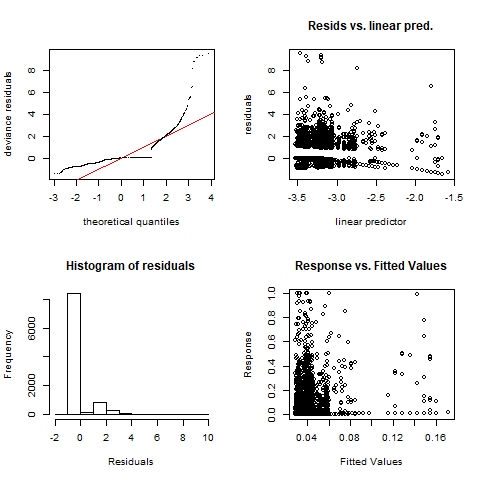 deviance residuals
0 2 4 6 8
-3 -2 -1 0 1 2 3 4
theoretical quantiles
Resids vs. linear pred.
residuals
0 2 4 6 8
-3.5 -3.0 -2.5 -2.0 -1.5
linear predictor
Histogram of residuals
Frequency
0 2000 6000
-2 0 2 4 6 8 10
Residuals
Response vs. Fitted Values
Response
0.0 0.2 0.4 0.6 0.8 1.0
0.04 0.08 0.12 0.16
Fitted Values